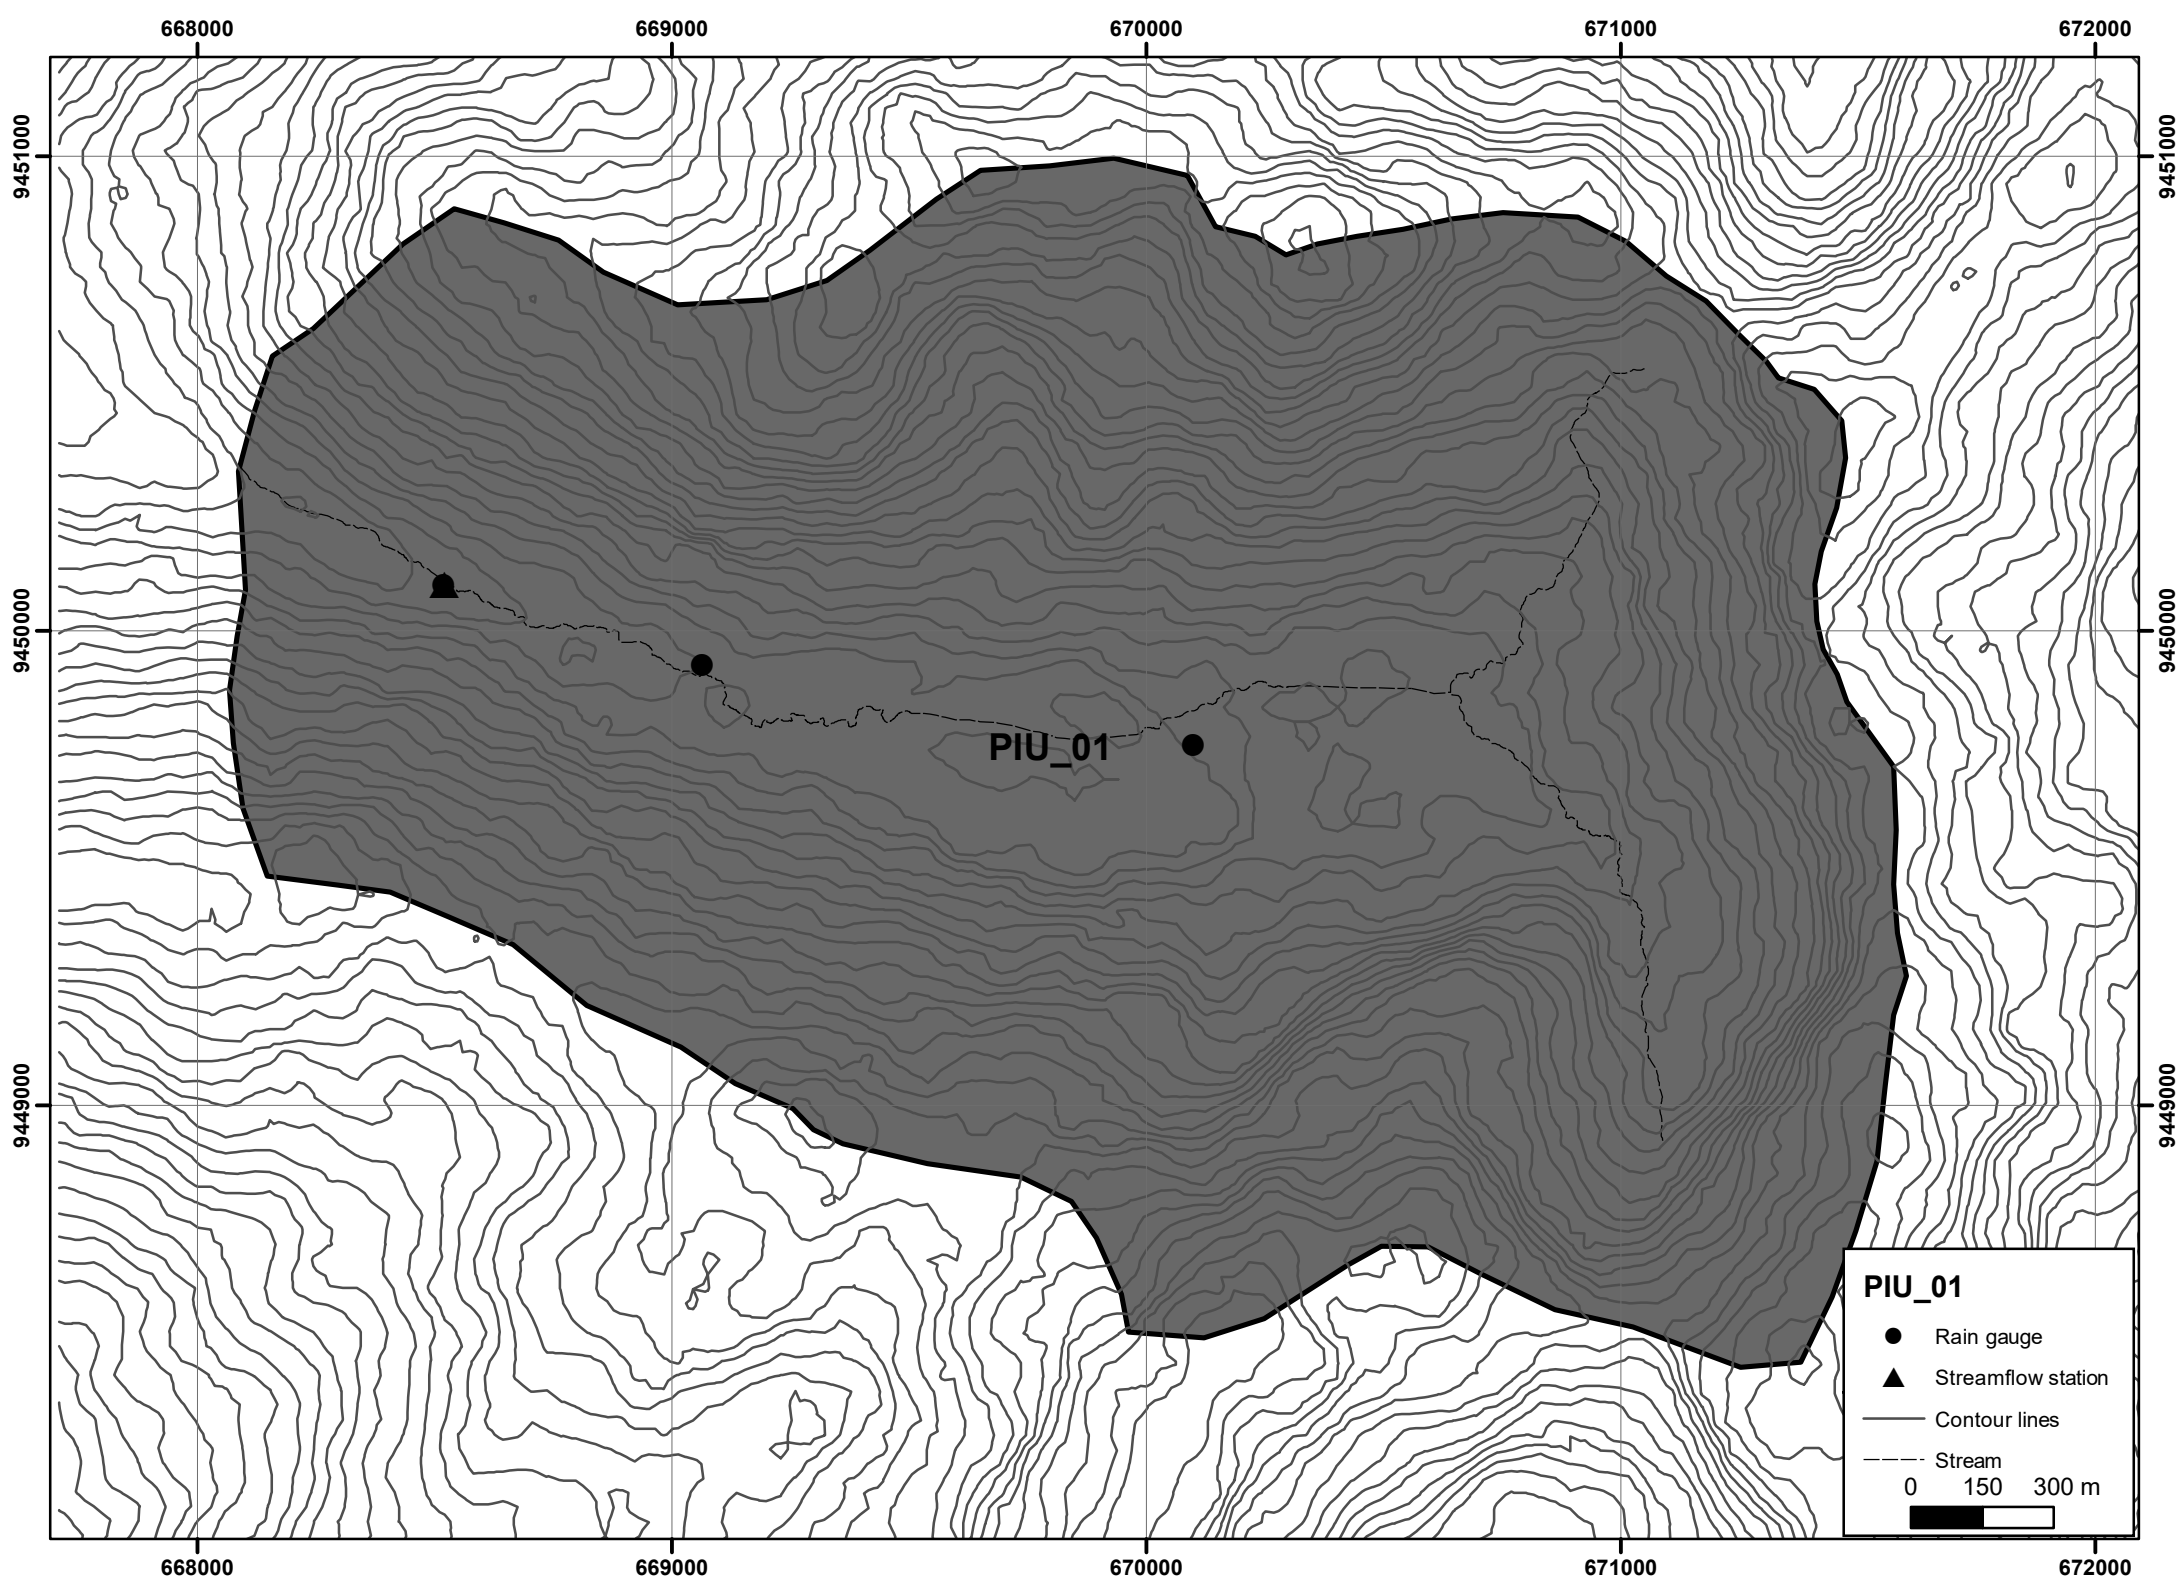 668000 669000 670000 671000 672000
9451000 9451000
9450000 9450000
PIU_01
9449000 9449000
PIU_01
Rain gauge
Streamflow station
Contour lines
Stream
0 150 300 m
668000 669000 670000 671000 672000